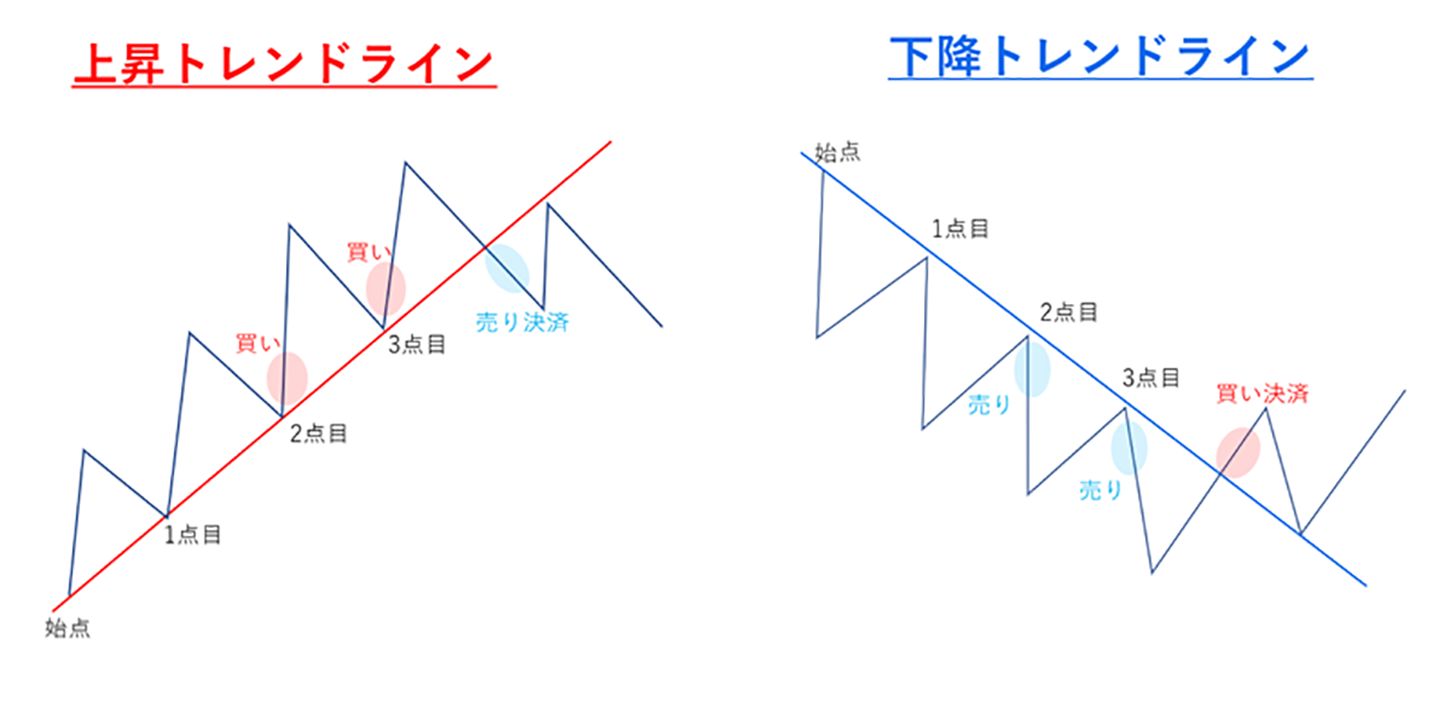 上昇トレンドライン
買い
買い
売り決済
3点目
2点目
1点目
始点
下降トレンドライン
始点
1点目
2点目
3点目
買い決済
売り
売り